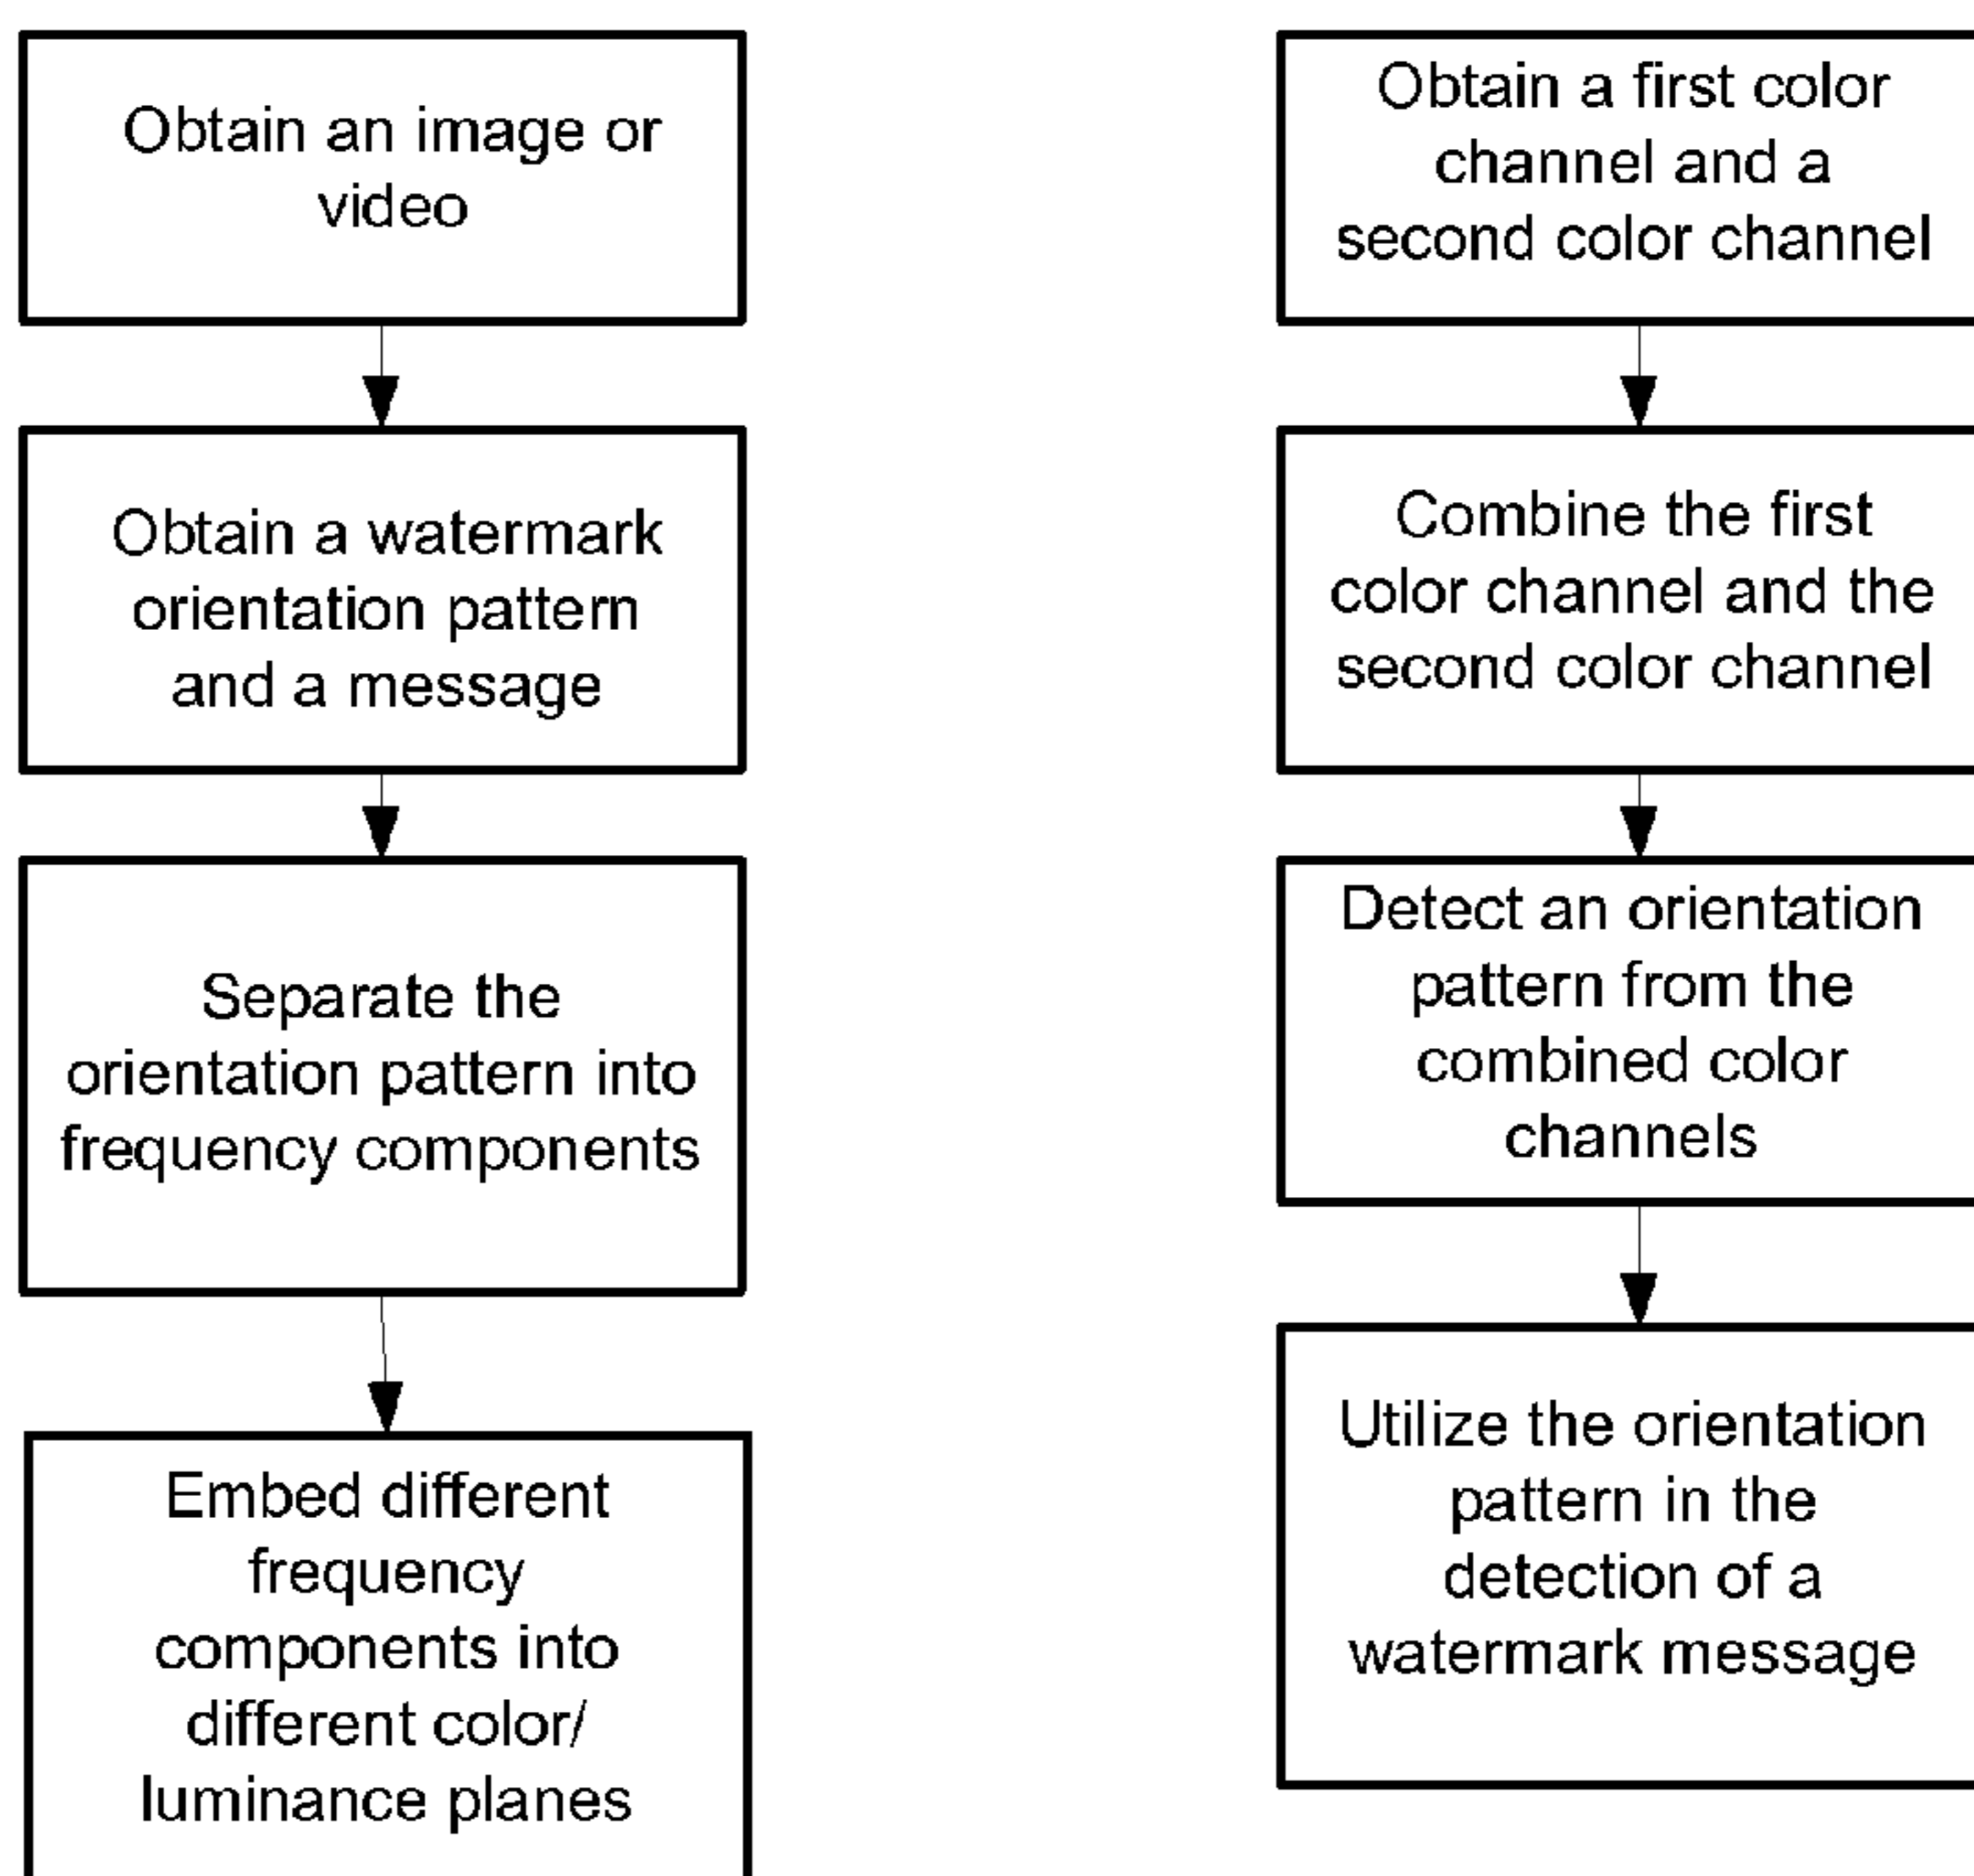 Obtain an image or
video
Obtain a watermark
orientation pattern
and a message
Separate the
orientation pattern into
frequency components
Embed different
frequency
components into
different color/
luminance planes
Obtain a first color
channel and a
second color channel
Combine the first
color channel and the
second color channel
Detect an orientation
pattern from the
combined color
channels
Utilize the orientation
pattern in the
detection of a
watermark message